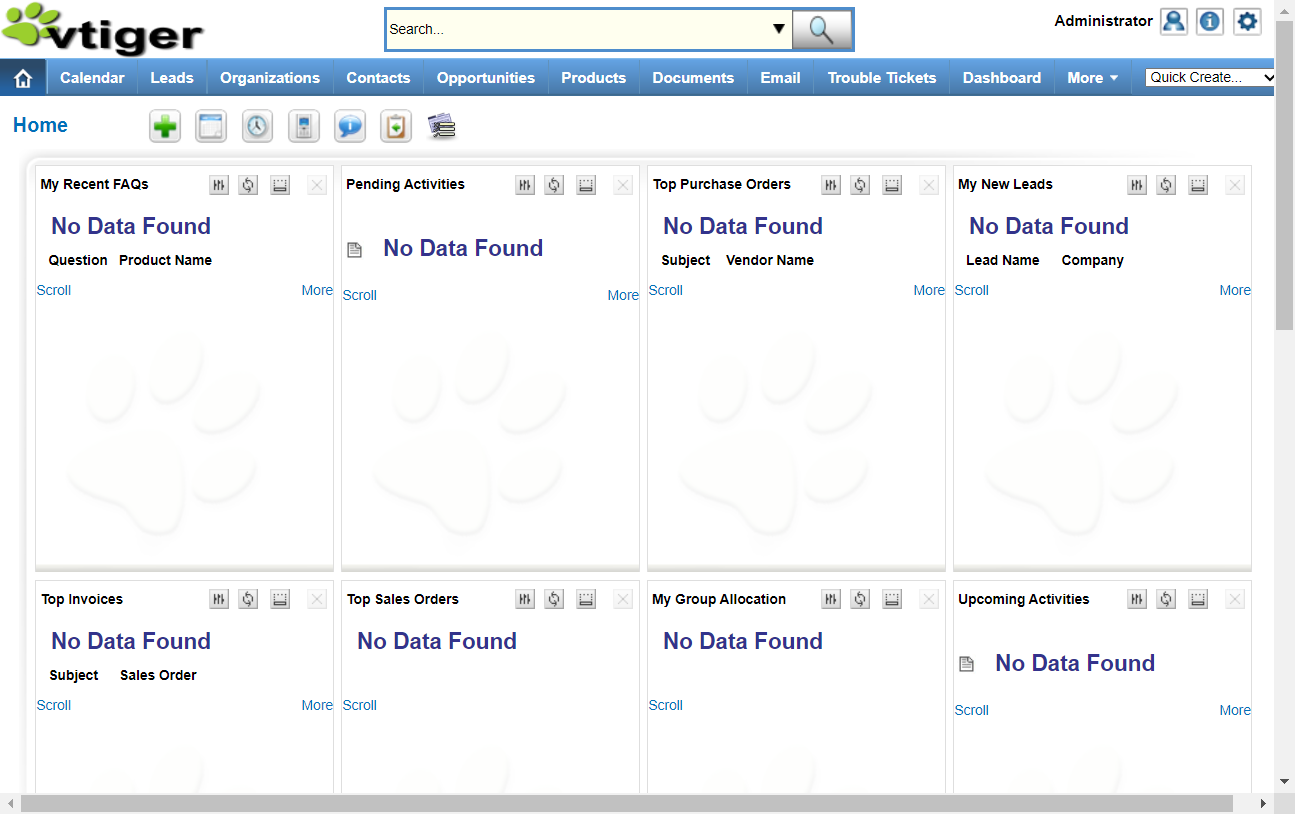 vtiger
Search...
Administrator
Calendar Leads Organizations Contacts Opportunities Products Documents Email Trouble Tickets Dashboard More Quick Create...
Home
My Recent FAQs
No Data Found
Question Product Name
Scroll More
Pending Activities
No Data Found
Scroll More
Top Purchase Orders
No Data Found
Subject Vendor Name
Scroll More
My New Leads
No Data Found
Lead Name Company
Scroll More
Top Invoices
No Data Found
Subject Sales Order
Scroll More
Top Sales Orders
No Data Found
Scroll
My Group Allocation
No Data Found
Scroll
Upcoming Activities
No Data Found
Scroll More